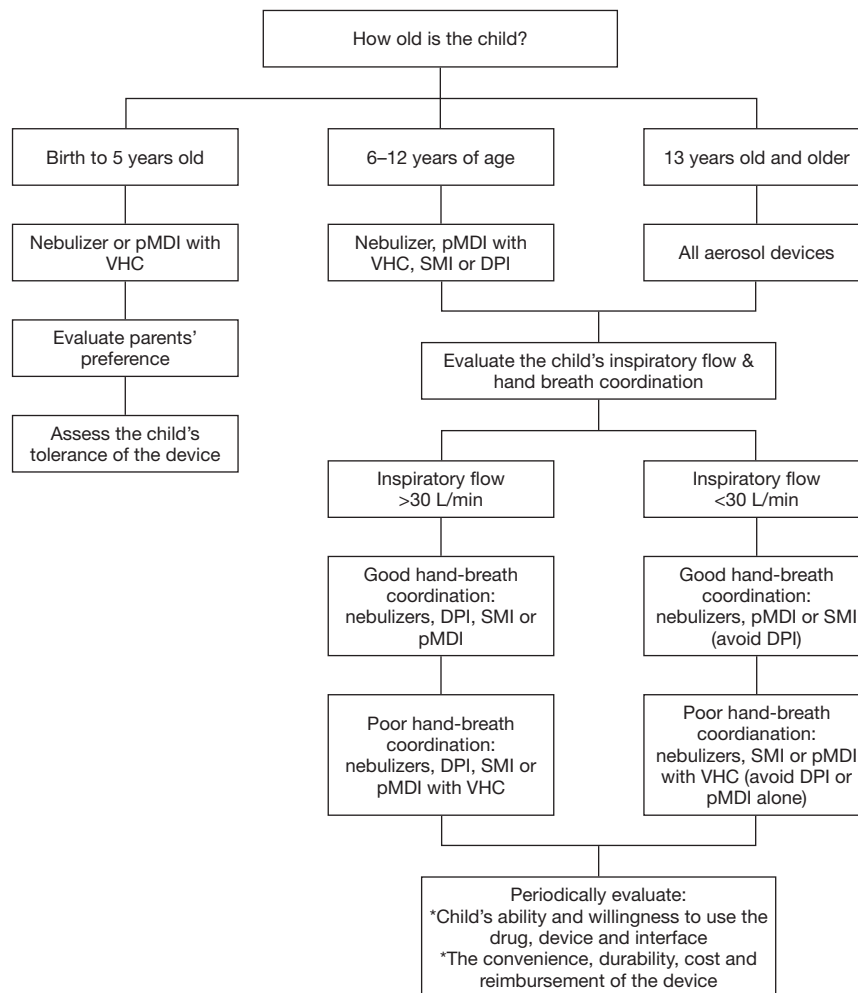 How old is the child?
Birth to 5 years old
6–12 years of age
13 years old and older
Nebulizer or pMDI with
VHC
Nebulizer, pMDI with
VHC, SMI or DPI
All aerosol devices
Evaluate parents’
preference
Evaluate the child’s inspiratory flow &
hand breath coordination
Assess the child’s
tolerance of the device
Inspiratory flow
>30 L/min
Inspiratory flow
<30 L/min
Good hand-breath
coordination:
nebulizers, DPI, SMI or
pMDI
Good hand-breath
coordination:
nebulizers, pMDI or SMI
(avoid DPI)
Poor hand-breath
coordination:
nebulizers, DPI, SMI or
pMDI with VHC
Poor hand-breath
coordianation:
nebulizers, SMI or pMDI
with VHC (avoid DPI or
pMDI alone)
Periodically evaluate:
*Child’s ability and willingness to use the
drug, device and interface
*The convenience, durability, cost and
reimbursement of the device